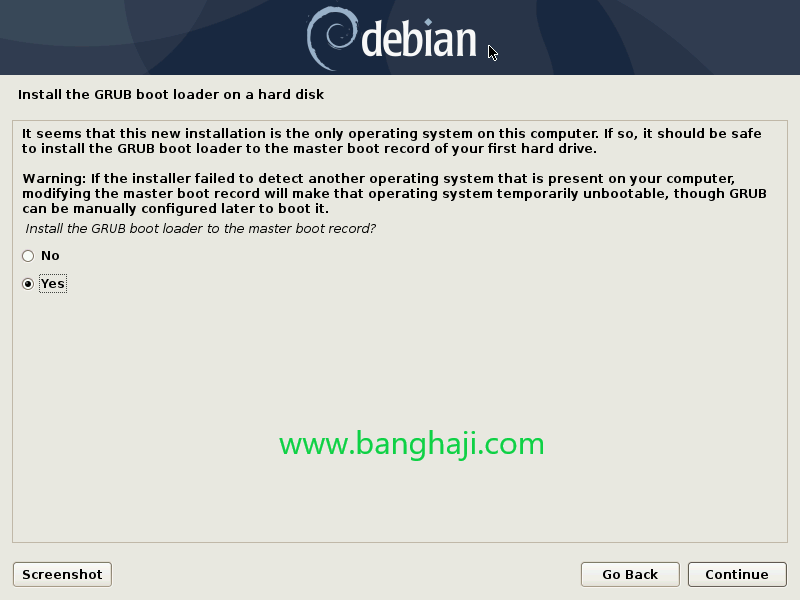 debian
Install the GRUB boot loader on a hard disk
It seems that this new installation is the only operating system on this computer. If so, it should be safe
to install the GRUB boot loader to the master boot record of your first hard drive.
Warning: If the installer failed to detect another operating system that is present on your computer,
modifying the master boot record will make that operating system temporarily unbootable, though GRUB
can be manually configured later to boot it.
Install the GRUB boot loader to the master boot record?
No
Yes
www.banghaji.com
Screenshot
Go Back
Continue